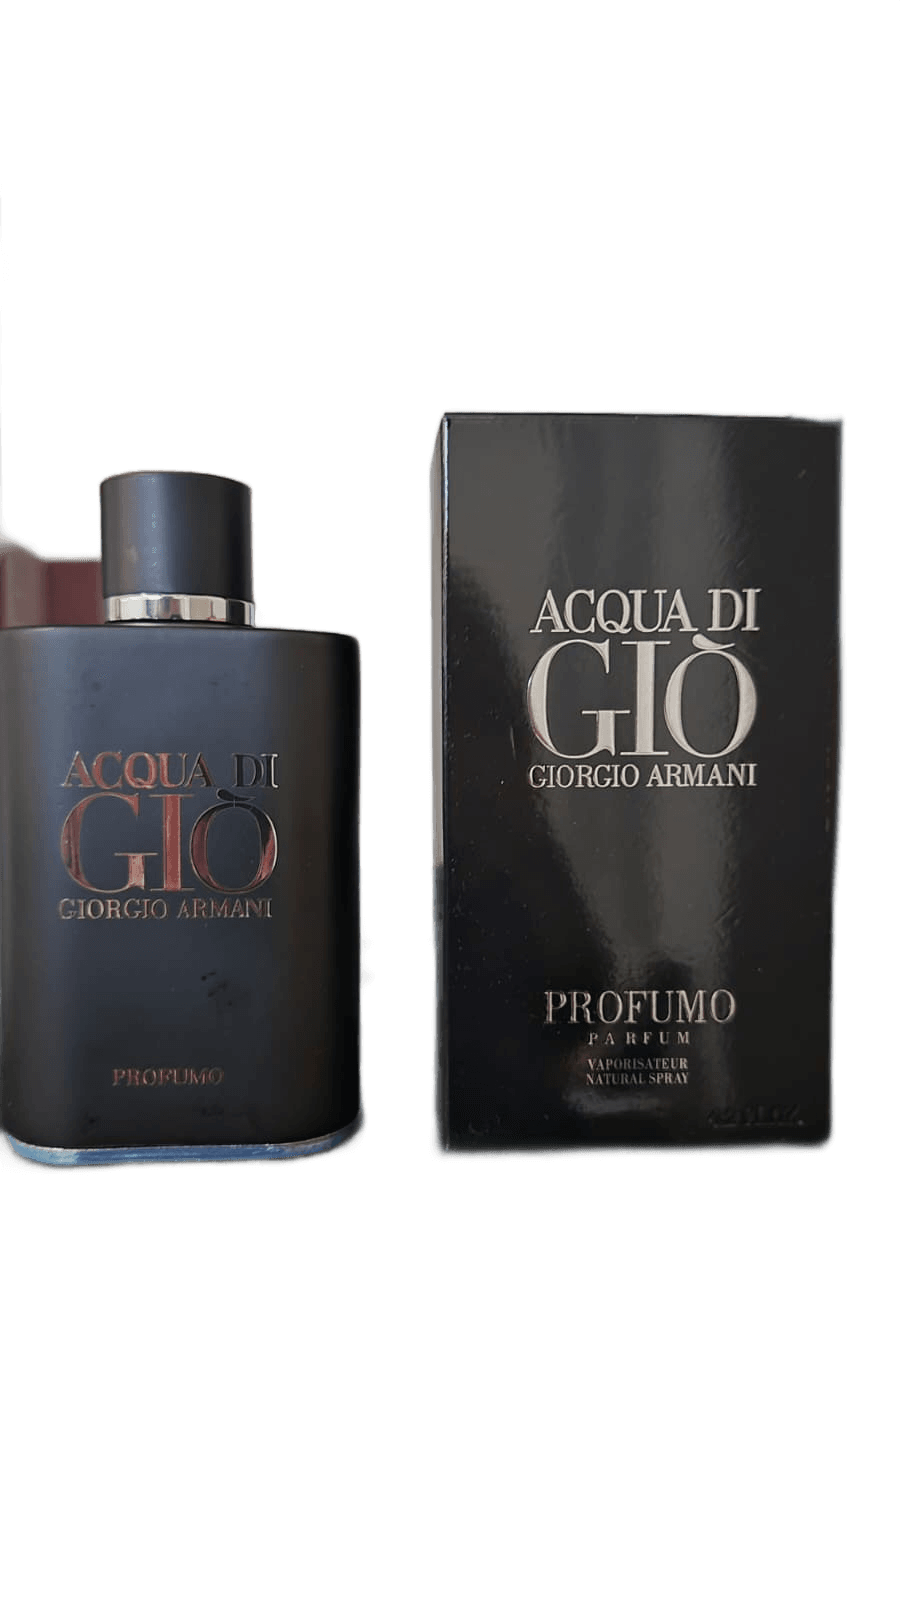 ACQUA DI
GIÒ
GIORGIO ARMANI
PROFUMO
ACQUA DI
GIÒ
GIORGIO ARMANI
PROFUMO
PARFUM
VAPORISATEUR
NATURAL SPRAY